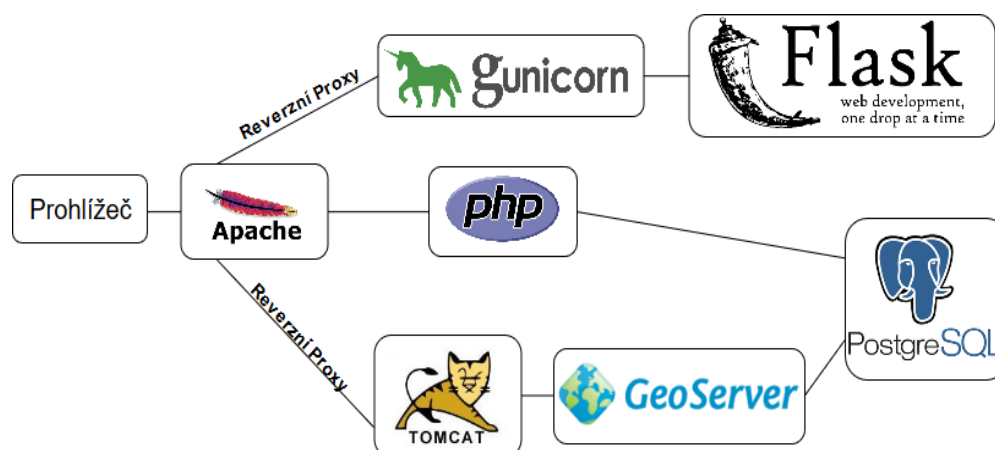 Reverzní Proxy
gunicorn
Flask
web development,
one drop at a time
Prohlížeč
Apache
php
Reverzní Proxy
TOMCAT
GeoServer
PostgreSQL